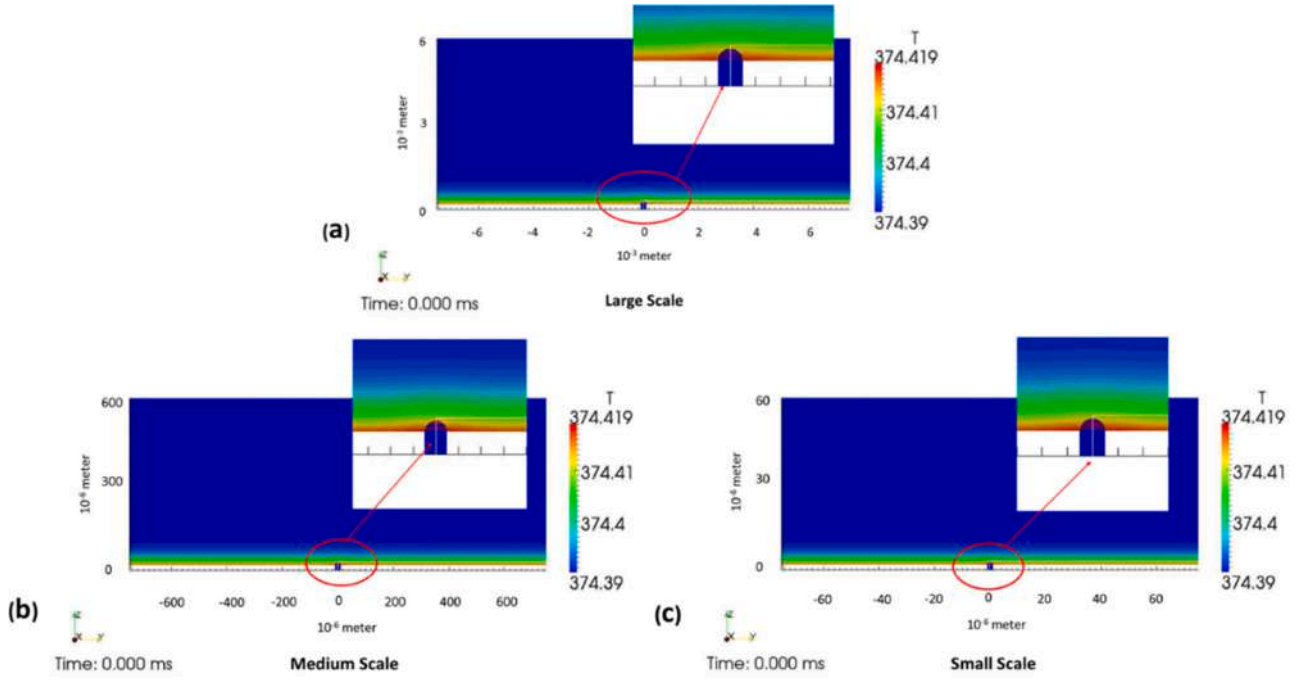 T
374.419
374.41
374.4
374.39
6
3
0
10⁻³ meter
-6 -4 -2 0 2 4 6
10⁻³ meter
(a)
Z
X Y
Time: 0.000 ms
Large Scale
T
374.419
374.41
374.4
374.39
600
300
0
10⁻⁶ meter
-600 -400 -200 0 200 400 600
10⁻⁶ meter
(b)
Z
X Y
Time: 0.000 ms
Medium Scale
T
374.419
374.41
374.4
374.39
60
30
0
10⁻⁶ meter
-60 -40 -20 0 20 40 60
10⁻⁶ meter
(c)
Z
X Y
Time: 0.000 ms
Small Scale